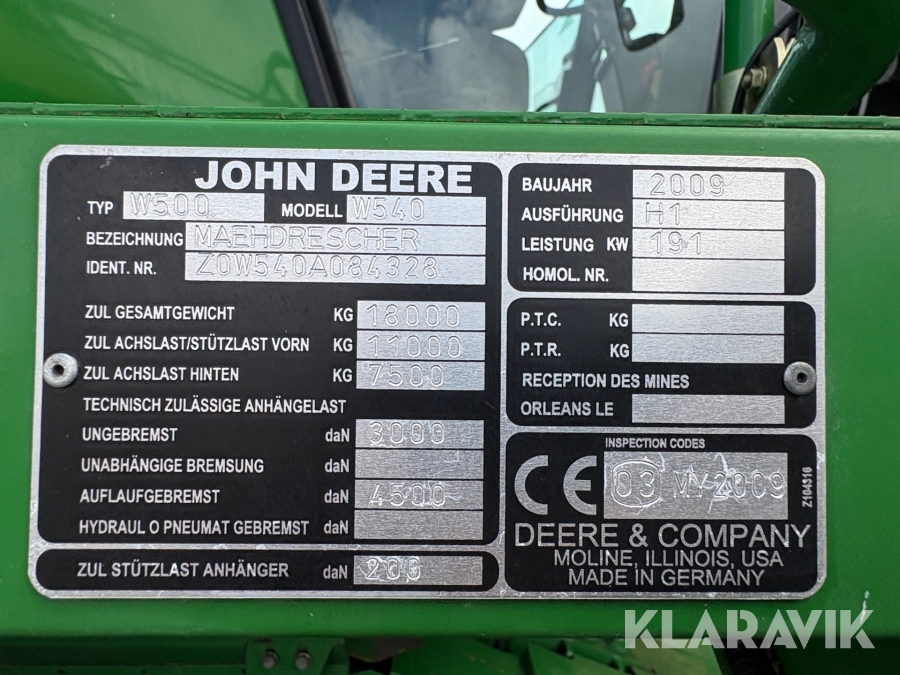 JOHN DEERE
TYP W500 MODELL W540
BEZEICHNUNG MAEHDRESCHER
IDENT. NR. Z0W540A084328
ZUL GESAMTGEWICHT KG 18000
ZUL ACHSLAST/STÜTZLAST VORN KG 11000
ZUL ACHSLAST HINTEN KG 7500
TECHNISCH ZULÄSSIGE ANHÄNGELAST
UNGEBREMST daN 3000
UNABHÄNGIGE BREMSUNG daN
AUFLAUFGEBREMST daN 4500
HYDRAUL O PNEUMAT GEBREMST daN
ZUL STÜTZLAST ANHÄNGER daN 200
BAUJAHR 2009
AUSFÜHRUNG H1
LEISTUNG KW 191
HOMOL. NR.
P.T.C. KG
P.T.R. KG
RECEPTION DES MINES
ORLEANS LE
INSPECTION CODES
CE 03 MY2009
Z104516
DEERE & COMPANY
MOLINE, ILLINOIS, USA
MADE IN GERMANY
KLARAVIK